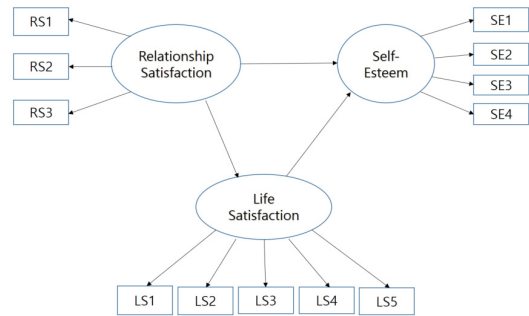 RS1
RS2
RS3
Relationship
Satisfaction
Self-
Esteem
SE1
SE2
SE3
SE4
Life
Satisfaction
LS1
LS2
LS3
LS4
LS5